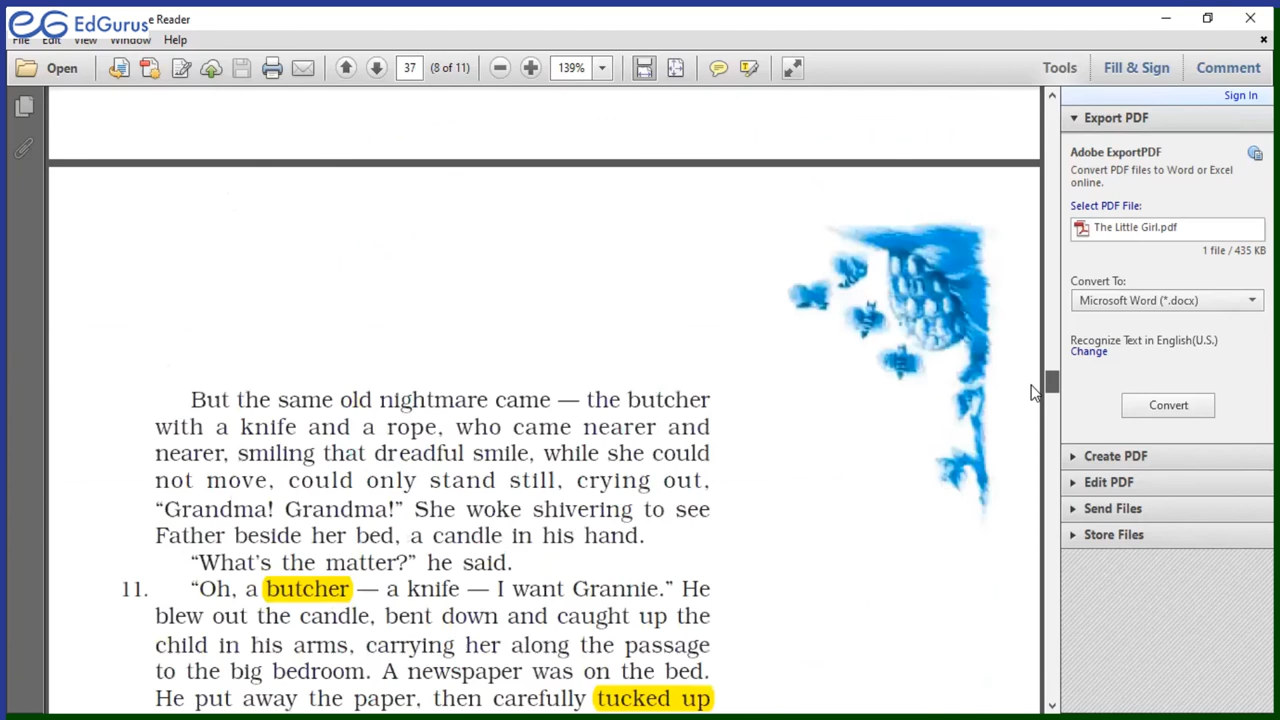 EdGurus e Reader
File Edit View Window Help
Open 37 (8 of 11) 139% Tools Fill & Sign Comment
Sign In
Export PDF
Adobe ExportPDF
Convert PDF files to Word or Excel
online.
Select PDF File:
The Little Girl.pdf
1 file / 435 KB
Convert To:
Microsoft Word (*.docx)
Recognize Text in English(U.S.)
Change
Convert
Create PDF
Edit PDF
Send Files
Store Files
But the same old nightmare came — the butcher
with a knife and a rope, who came nearer and
nearer, smiling that dreadful smile, while she could
not move, could only stand still, crying out,
“Grandma! Grandma!” She woke shivering to see
Father beside her bed, a candle in his hand.
“What’s the matter?” he said.
11. “Oh, a butcher — a knife — I want Grannie.” He
blew out the candle, bent down and caught up the
child in his arms, carrying her along the passage
to the big bedroom. A newspaper was on the bed.
He put away the paper, then carefully tucked up